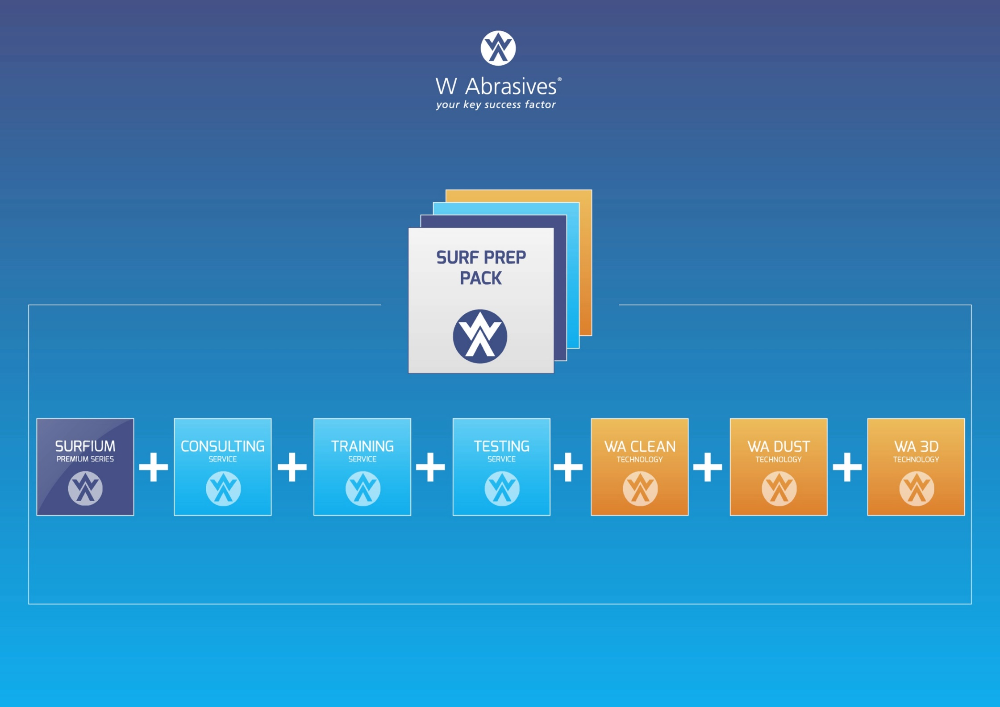 W Abrasives®
your key success factor
SURF PREP
PACK
SURFIUM
PREMIUM SERIES
CONSULTING
SERVICE
TRAINING
SERVICE
TESTING
SERVICE
WA CLEAN
TECHNOLOGY
WA DUST
TECHNOLOGY
WA 3D
TECHNOLOGY